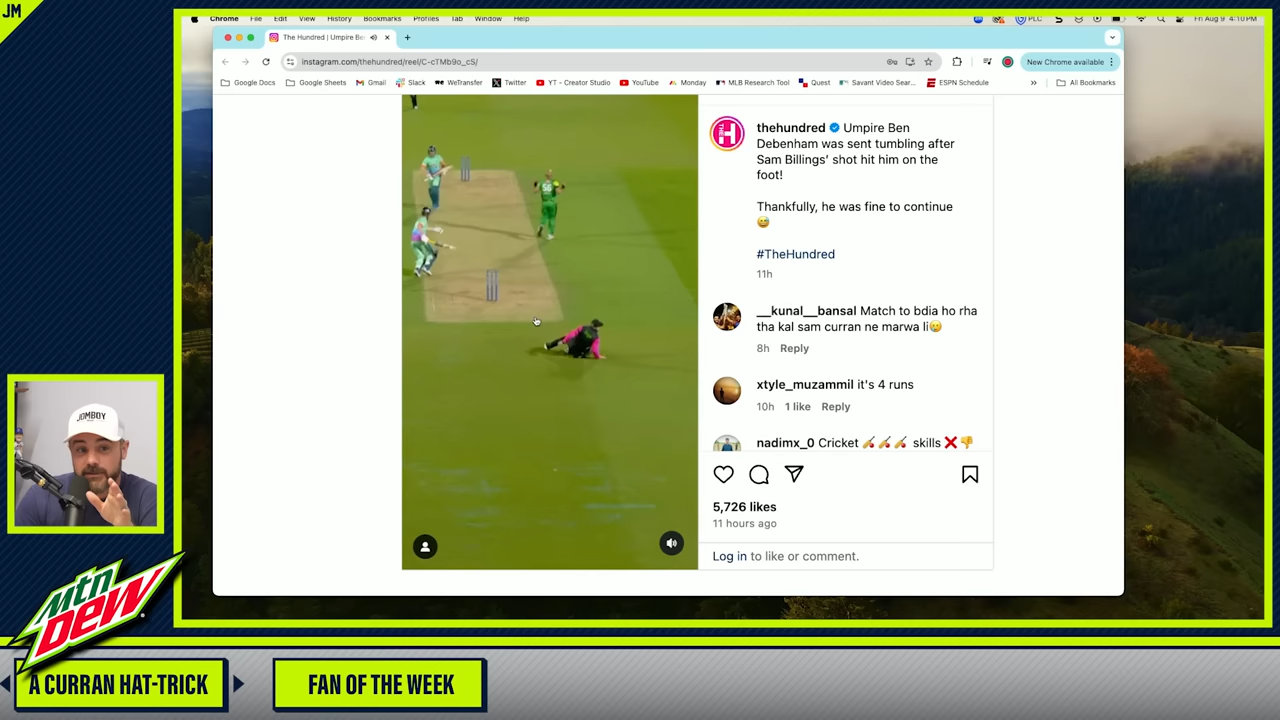 JM
Chrome File Edit View History Bookmarks Profiles Tab Window Help
PLC Fri Aug 9 4:10 PM
The Hundred | Umpire Be
instagram.com/thehundred/reel/C-cTMb9o_cS/
New Chrome available
Google Docs Google Sheets Gmail Slack WeTransfer Twitter YT - Creator Studio YouTube Monday MLB Research Tool Quest Savant Video Sear... ESPN Schedule » All Bookmarks
THE H
thehundred Umpire Ben
Debenham was sent tumbling after
Sam Billings’ shot hit him on the
foot!
Thankfully, he was fine to continue
😅
#TheHundred
11h
56
__kunal__bansal Match to bdia ho rha
tha kal sam curran ne marwa li🥲
8h Reply
xtyle_muzammil it's 4 runs
10h 1 like Reply
nadimx_0 Cricket 🏏🏏🏏 skills ❌👎
5,726 likes
11 hours ago
Log in to like or comment.
JOMBOY
Mtn
DEW
A CURRAN HAT-TRICK
FAN OF THE WEEK